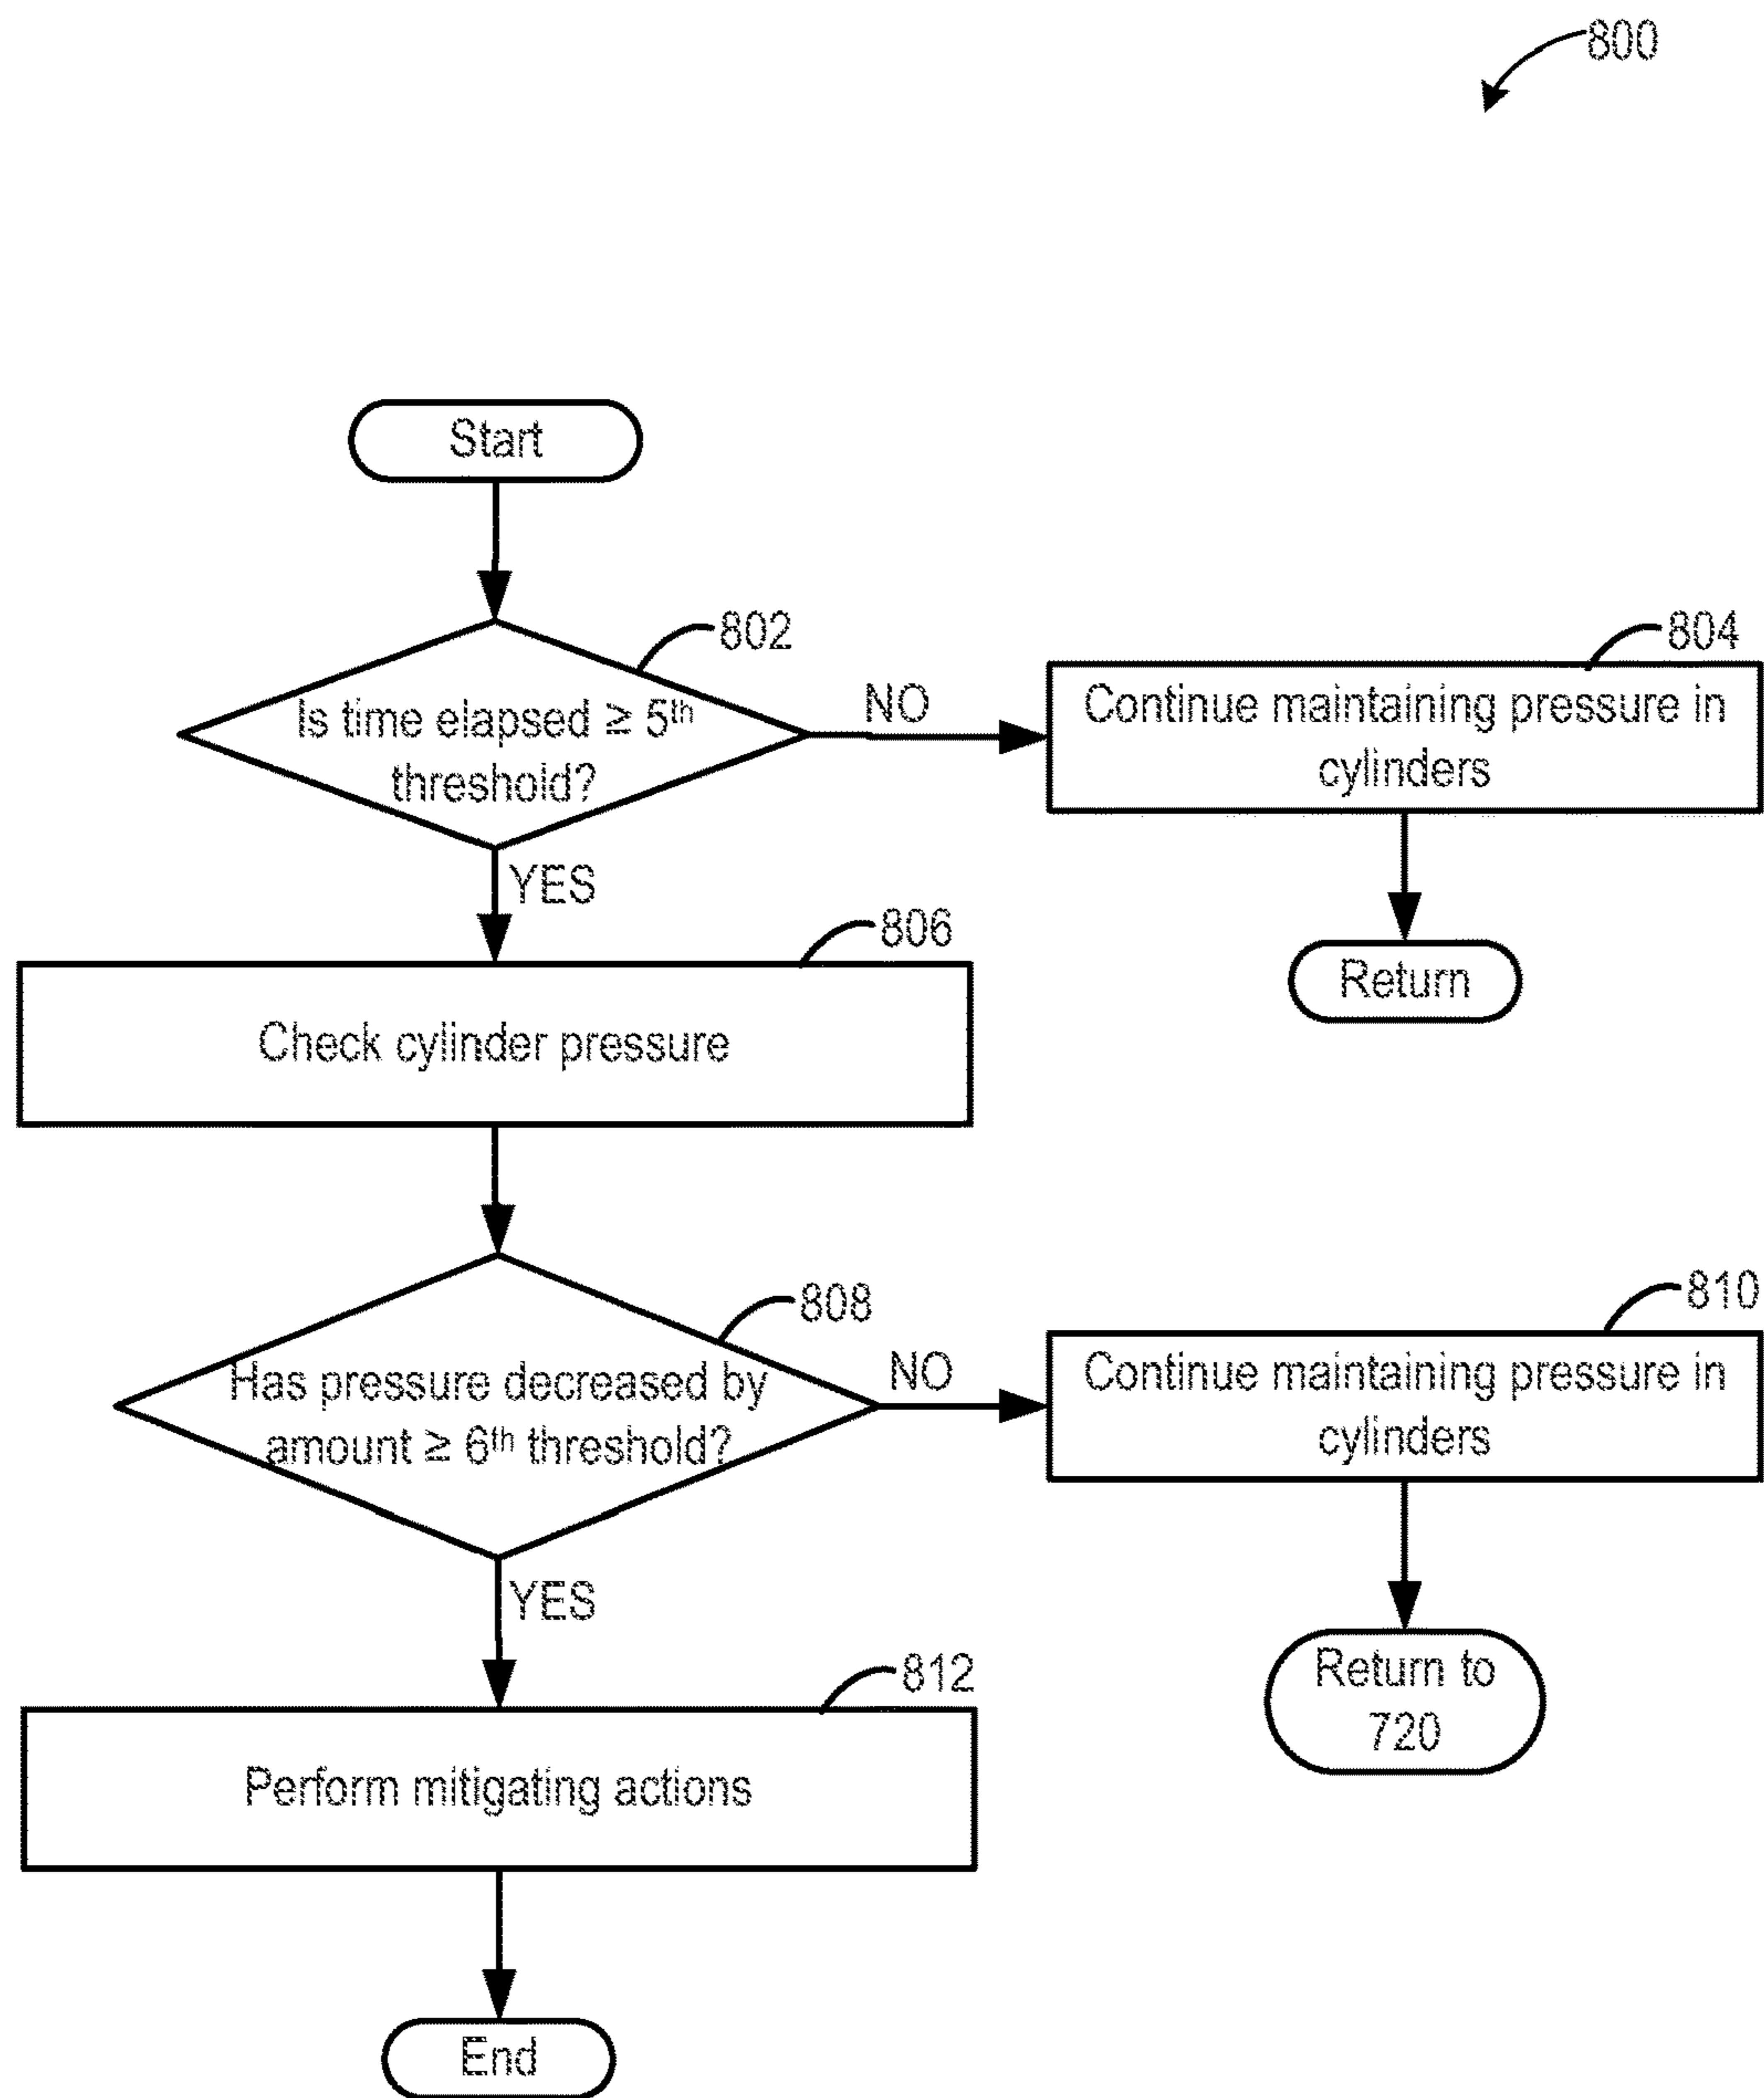 800
Start
802
Is time elapsed ≥ 5th
threshold?
NO
804
Continue maintaining pressure in
cylinders
YES
Return
806
Check cylinder pressure
808
Has pressure decreased by
amount ≥ 6th threshold?
NO
810
Continue maintaining pressure in
cylinders
YES
Return to
720
812
Perform mitigating actions
End